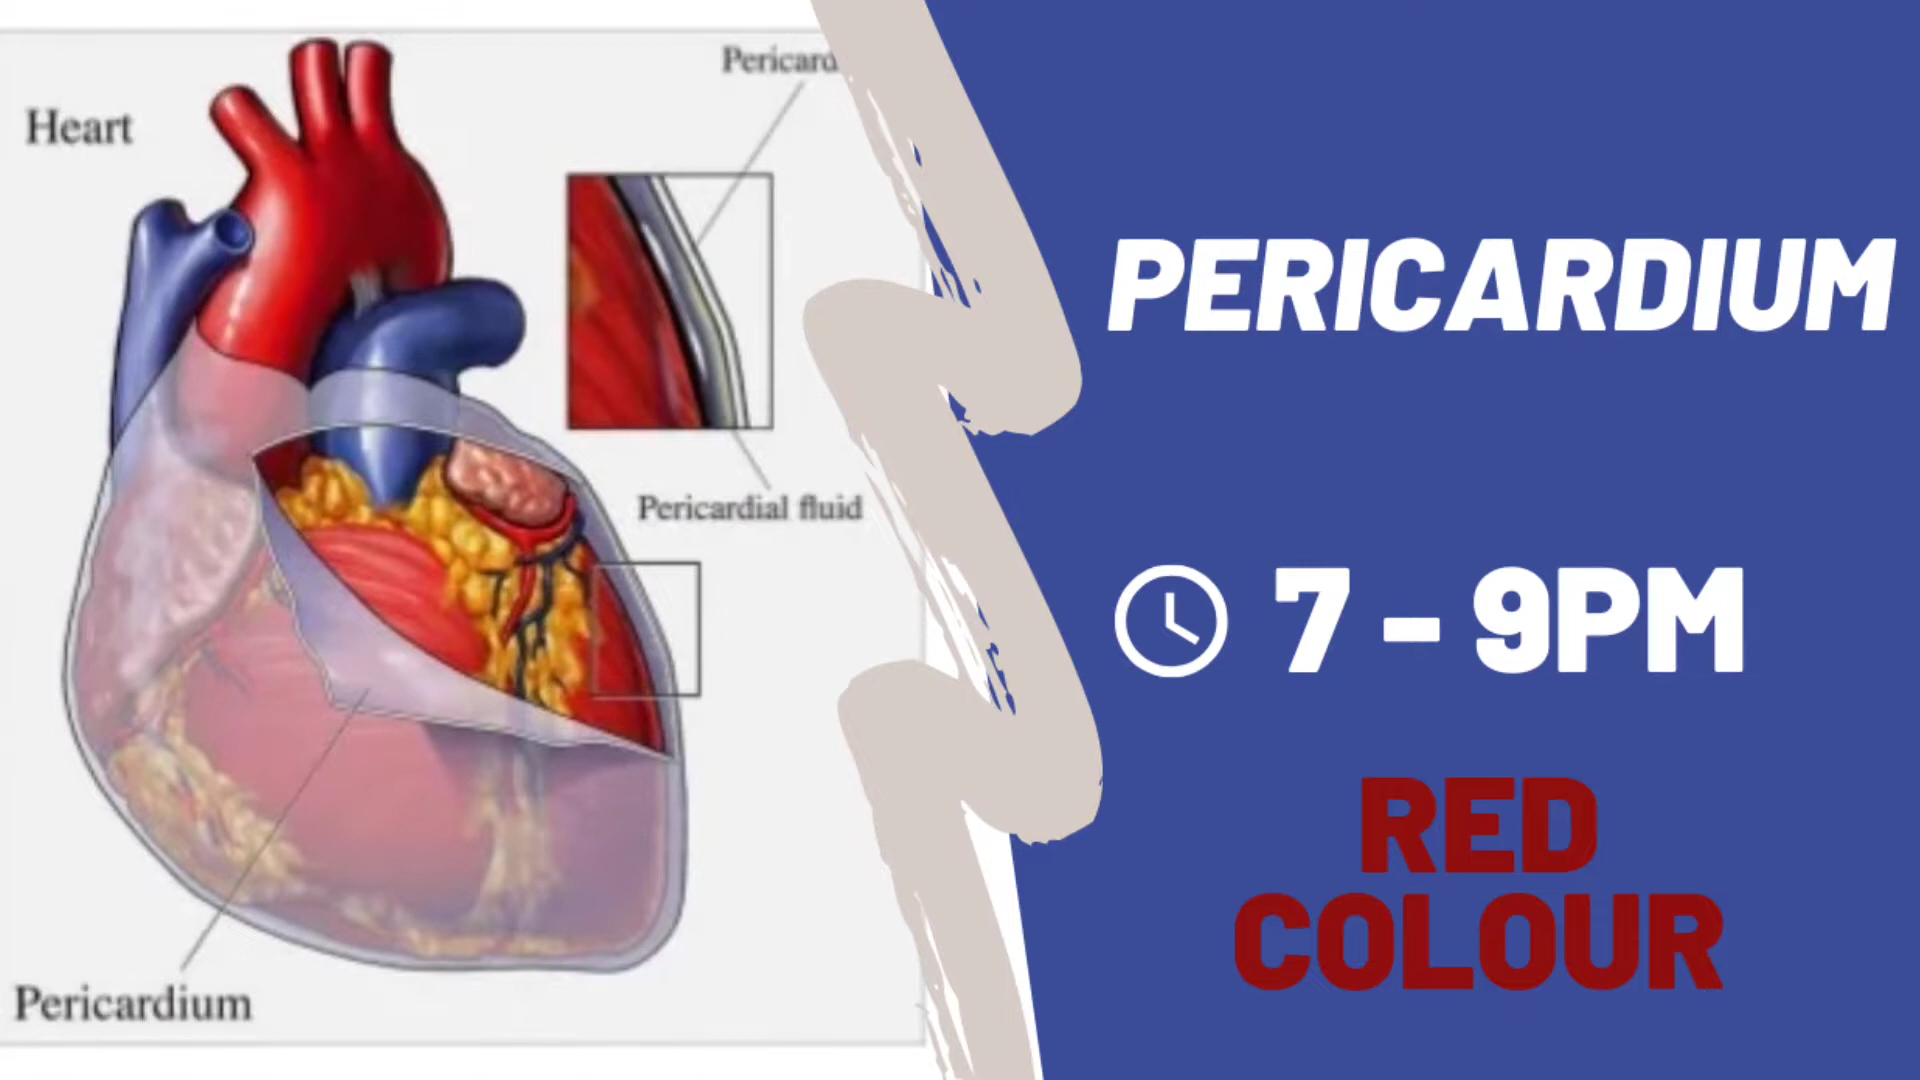 Heart
Pericardial fluid
Pericardium
PERICARDIUM
7 - 9PM
RED
COLOUR